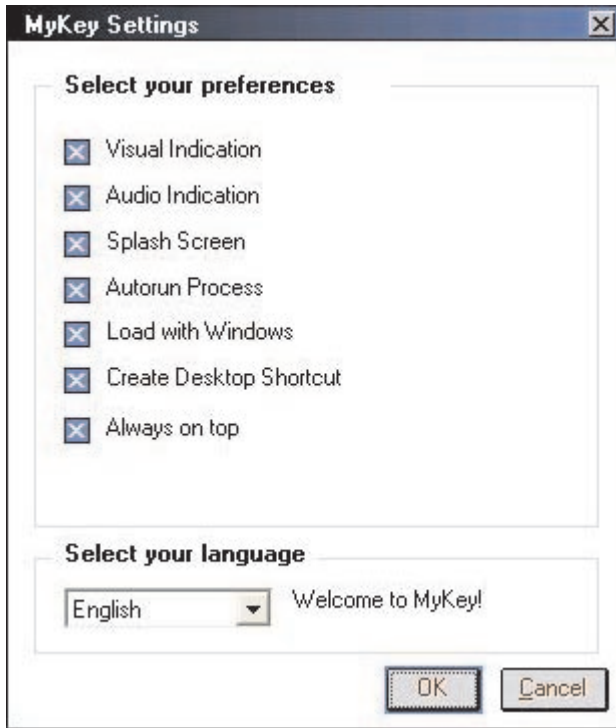 MyKey Settings
Select your preferences
Visual Indication
Audio Indication
Splash Screen
Autorun Process
Load with Windows
Create Desktop Shortcut
Always on top
Select your language
English
Welcome to MyKey!
OK
Cancel